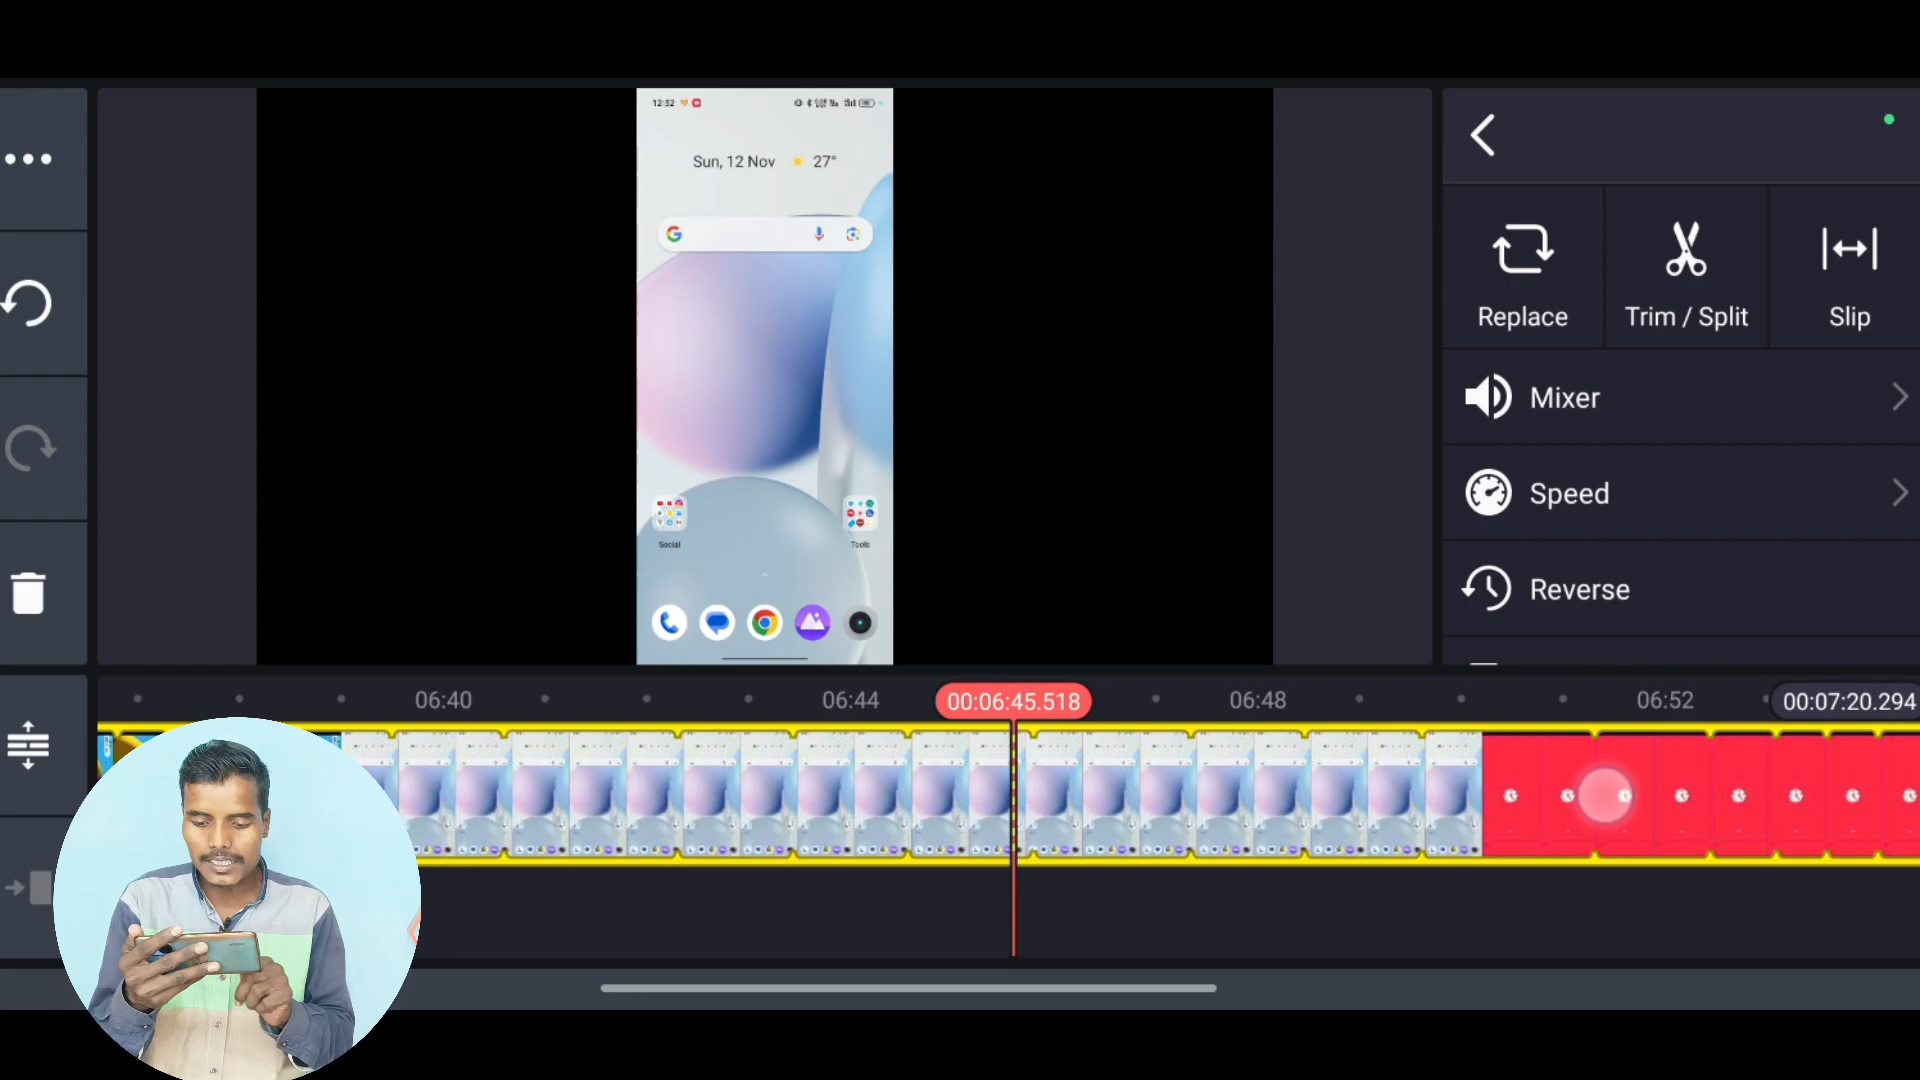 12:52
Sun, 12 Nov 27°
Social
Tools
Replace
Trim / Split
Slip
Mixer
Speed
Reverse
06:40
06:44
00:06:45.518
06:48
06:52
00:07:20.294